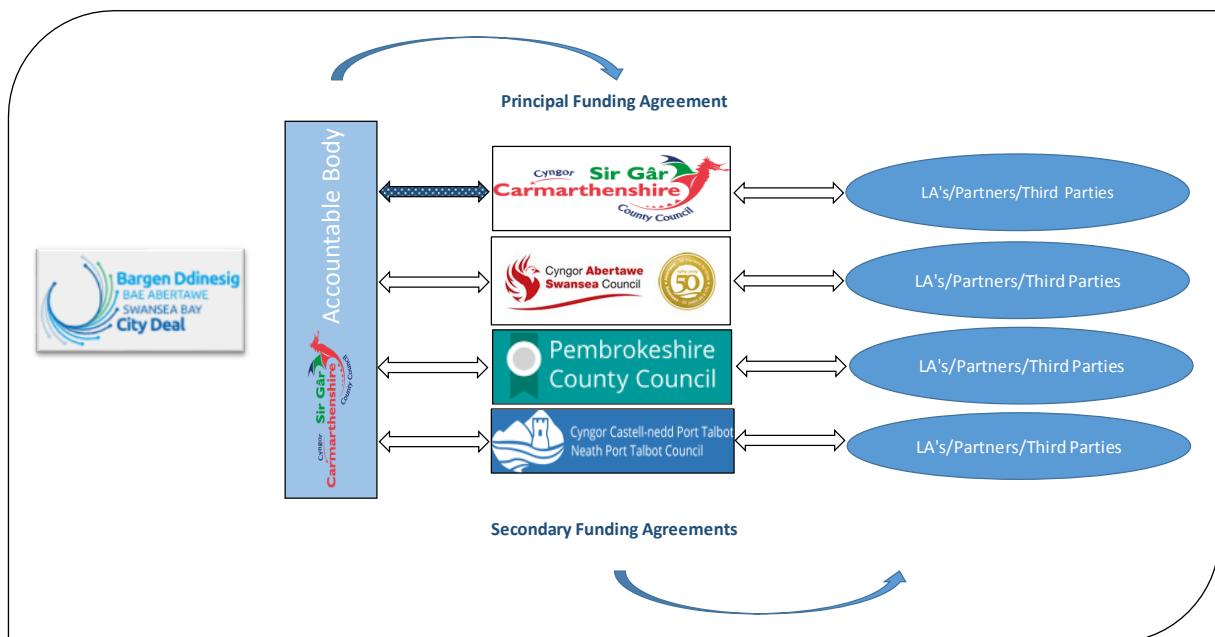 Principal Funding Agreement
Bargen Ddinesig
BAE ABERTAWE
SWANSEA BAY
City Deal
Accountable Body
Cyngor
Sir Gâr
Carmarthenshire
County Council
Cyngor
Sir Gâr
Carmarthenshire
County Council
LA's/Partners/Third Parties
Cyngor Abertawe
Swansea Council
50
LA's/Partners/Third Parties
Pembrokeshire
County Council
LA's/Partners/Third Parties
Cyngor Castell-nedd Port Talbot
Neath Port Talbot Council
LA's/Partners/Third Parties
Secondary Funding Agreements